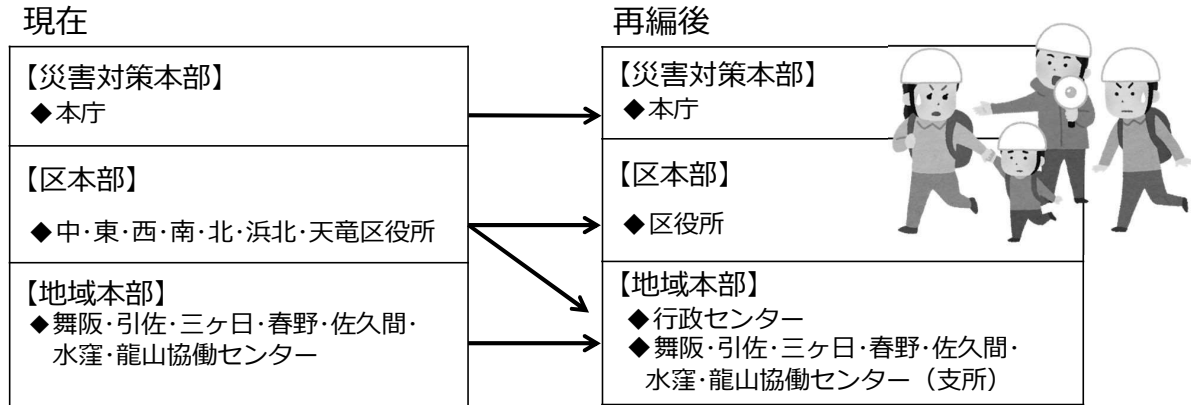 現在
【災害対策本部】
◆本庁
【区本部】
◆中・東・西・南・北・浜北・天竜区役所
【地域本部】
◆舞阪・引佐・三ヶ日・春野・佐久間・
水窪・龍山協働センター
再編後
【災害対策本部】
◆本庁
【区本部】
◆区役所
【地域本部】
◆行政センター
◆舞阪・引佐・三ヶ日・春野・佐久間・
水窪・龍山協働センター（支所）